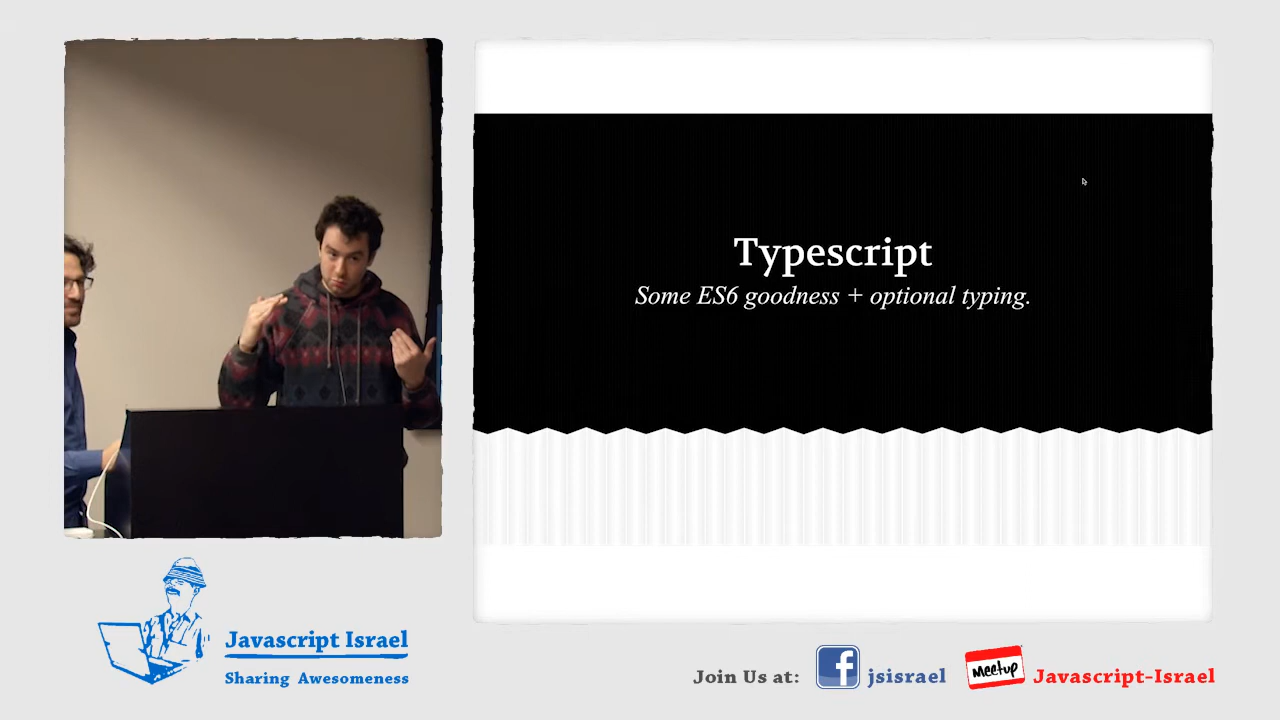 Typescript
Some ES6 goodness + optional typing.
Javascript Israel
Sharing Awesomeness
Join Us at:
f
jsisrael
Meetup
Javascript-Israel